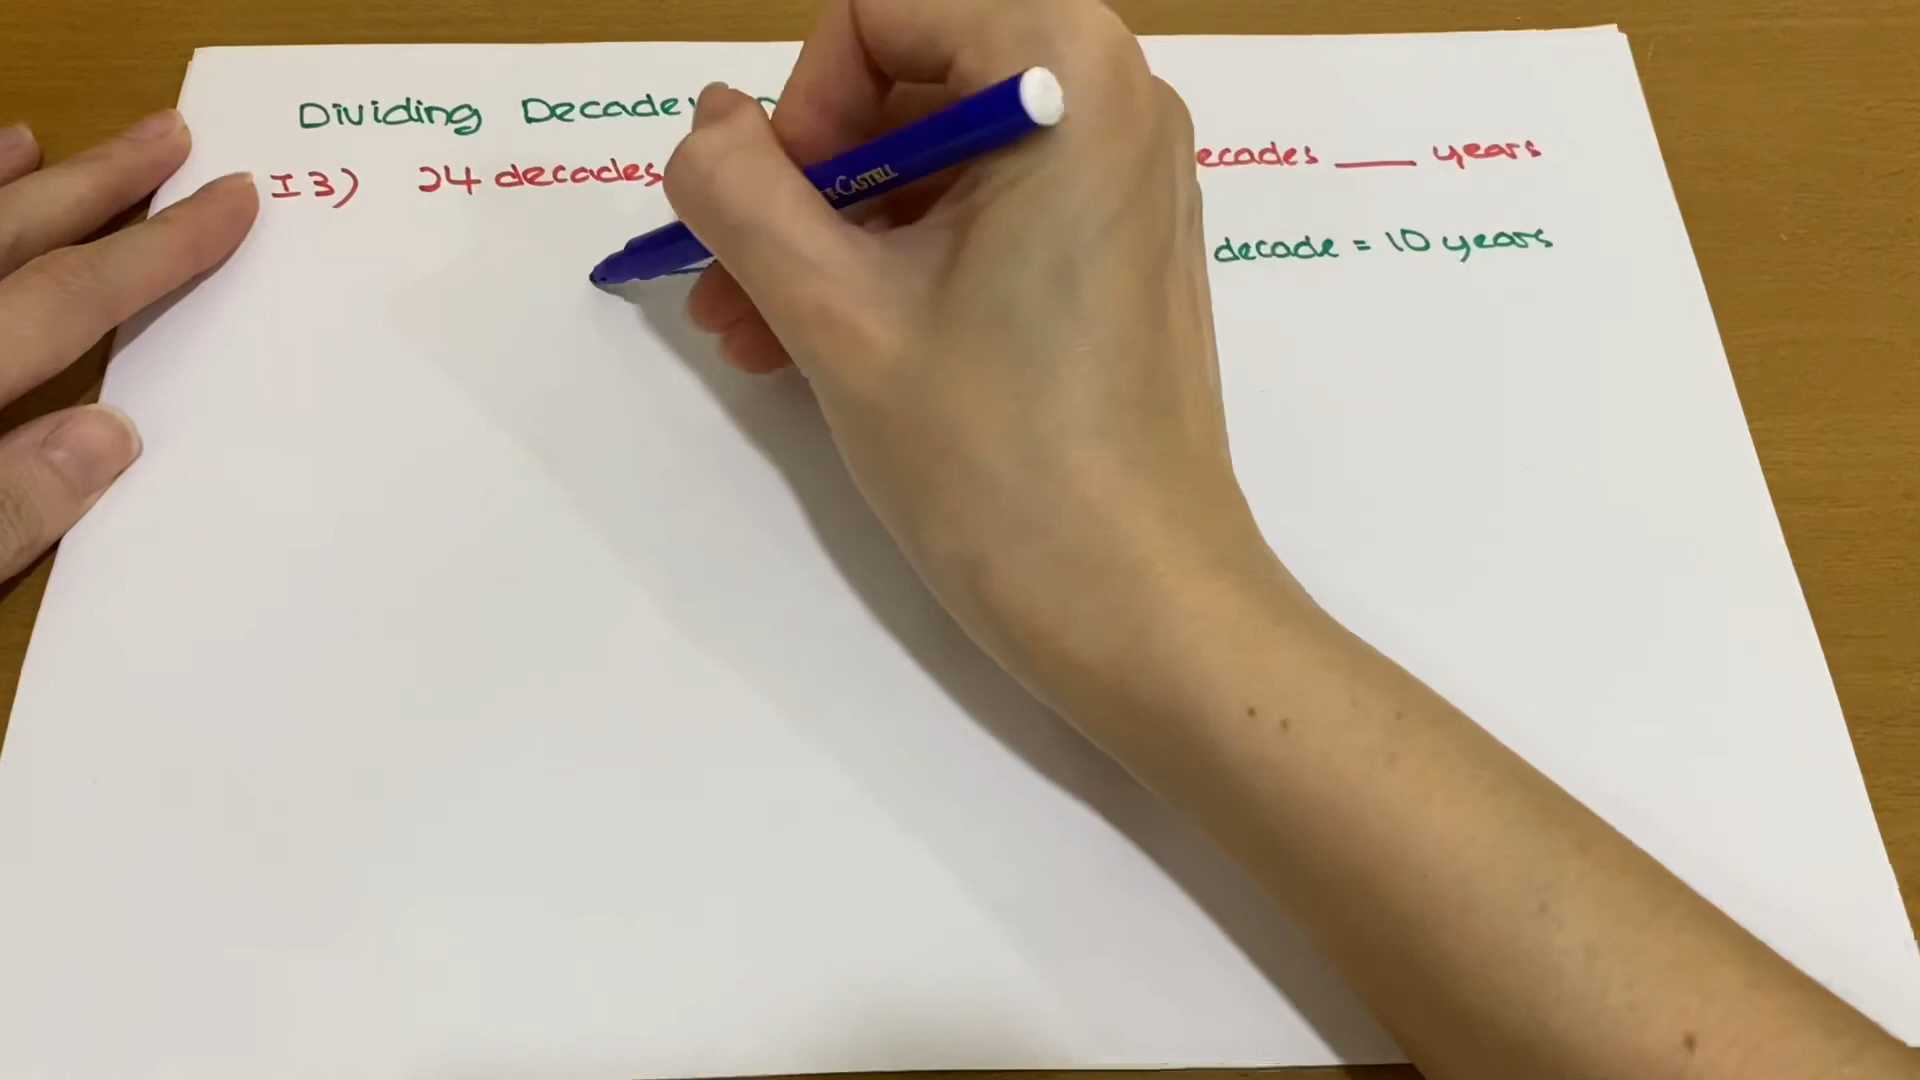 Dividing Decade
I3) 24 decades ecades ___ years
decade = 10 years
-CASTELL